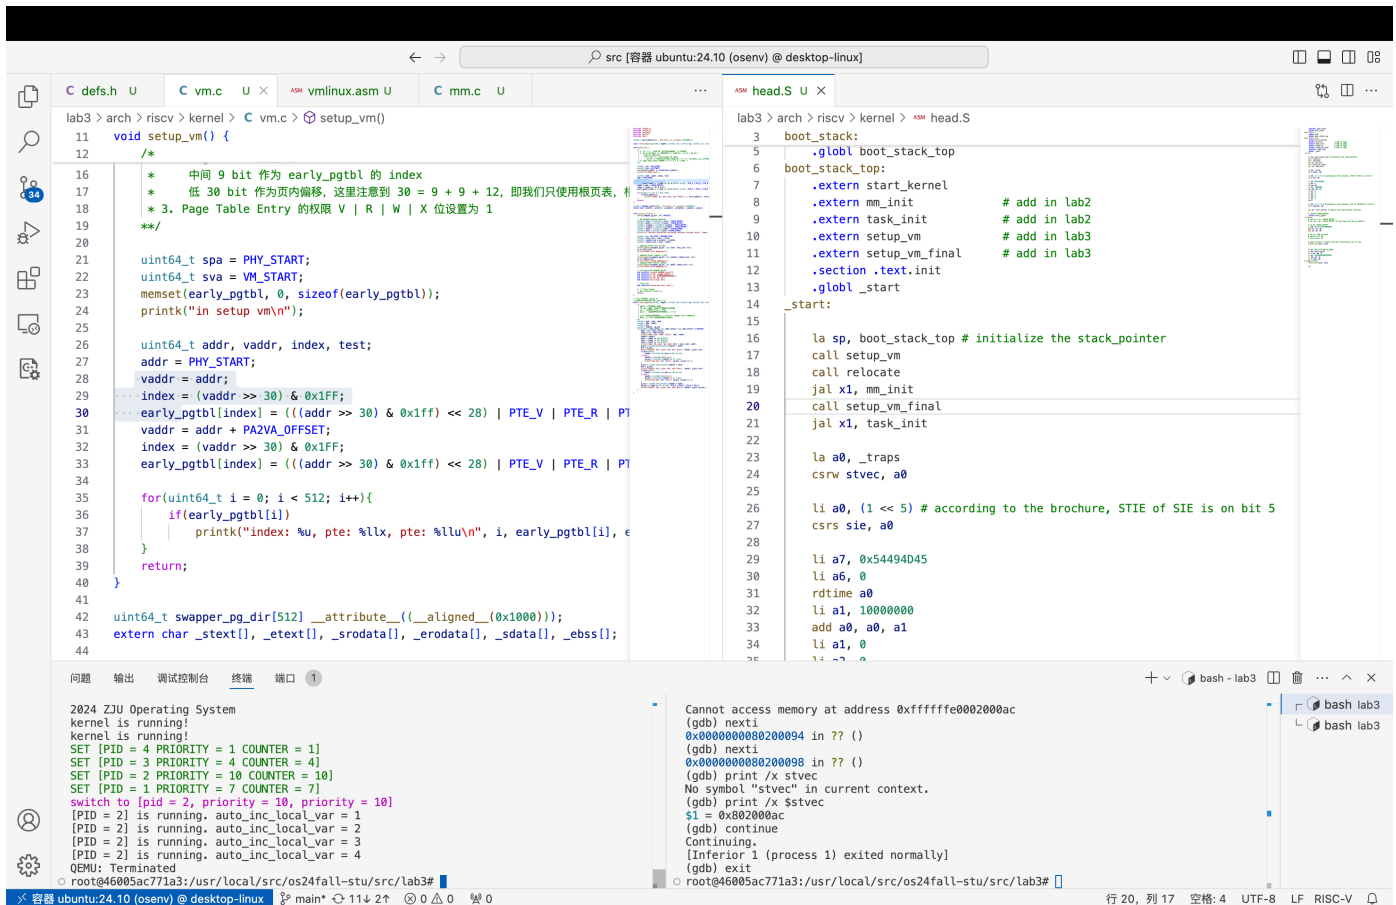 src [容器 ubuntu:24.10 (osenv) @ desktop-linux]
C defs.h U
C vm.c U
ASM vmlinux.asm U
C mm.c U
ASM head.S U
lab3 > arch > riscv > kernel > C vm.c > setup_vm()
11 void setup_vm() {
12 /*
16 * 中间 9 bit 作为 early_pgtbl 的 index
17 * 低 30 bit 作为页内偏移，这里注意到 30 = 9 + 9 + 12，即我们只使用根页表，
18 * 3. Page Table Entry 的权限 V | R | W | X 位设置为 1
19 **/
20
21 uint64_t spa = PHY_START;
22 uint64_t sva = VM_START;
23 memset(early_pgtbl, 0, sizeof(early_pgtbl));
24 printk("in setup vm\n");
25
26 uint64_t addr, vaddr, index, test;
27 addr = PHY_START;
28 vaddr = addr;
29 index = (vaddr >> 30) & 0x1FF;
30 early_pgtbl[index] = (((addr >> 30) & 0x1ff) << 28) | PTE_V | PTE_R | PT
31 vaddr = addr + PA2VA_OFFSET;
32 index = (vaddr >> 30) & 0x1FF;
33 early_pgtbl[index] = (((addr >> 30) & 0x1ff) << 28) | PTE_V | PTE_R | PT
34
35 for(uint64_t i = 0; i < 512; i++){
36 if(early_pgtbl[i])
37 printk("index: %u, pte: %llx, pte: %llu\n", i, early_pgtbl[i], e
38 }
39 return;
40 }
41
42 uint64_t swapper_pg_dir[512] __attribute__((__aligned__(0x1000)));
43 extern char _stext[], _etext[], _srodata[], _erodata[], _sdata[], _ebss[];
44
lab3 > arch > riscv > kernel > ASM head.S
3 boot_stack:
5 .globl boot_stack_top
6 boot_stack_top:
7 .extern start_kernel
8 .extern mm_init # add in lab2
9 .extern task_init # add in lab2
10 .extern setup_vm # add in lab3
11 .extern setup_vm_final # add in lab3
12 .section .text.init
13 .globl _start
14 _start:
15
16 la sp, boot_stack_top # initialize the stack_pointer
17 call setup_vm
18 call relocate
19 jal x1, mm_init
20 call setup_vm_final
21 jal x1, task_init
22
23 la a0, _traps
24 csrw stvec, a0
25
26 li a0, (1 << 5) # according to the brochure, STIE of SIE is on bit 5
27 csrs sie, a0
28
29 li a7, 0x54494D45
30 li a6, 0
31 rdtime a0
32 li a1, 10000000
33 add a0, a0, a1
34 li a1, 0
35 li a2, 0
34
问题 输出 调试控制台 终端 端口 1
bash - lab3
2024 ZJU Operating System
kernel is running!
kernel is running!
SET [PID = 4 PRIORITY = 1 COUNTER = 1]
SET [PID = 3 PRIORITY = 4 COUNTER = 4]
SET [PID = 2 PRIORITY = 10 COUNTER = 10]
SET [PID = 1 PRIORITY = 7 COUNTER = 7]
switch to [pid = 2, priority = 10, priority = 10]
[PID = 2] is running. auto_inc_local_var = 1
[PID = 2] is running. auto_inc_local_var = 2
[PID = 2] is running. auto_inc_local_var = 3
[PID = 2] is running. auto_inc_local_var = 4
QEMU: Terminated
root@46005ac771a3:/usr/local/src/os24fall-stu/src/lab3#
Cannot access memory at address 0xffffffe0002000ac
(gdb) nexti
0x0000000080200094 in ?? ()
(gdb) nexti
0x0000000080200098 in ?? ()
(gdb) print /x stvec
No symbol "stvec" in current context.
(gdb) print /x $stvec
$1 = 0x802000ac
(gdb) continue
Continuing.
[Inferior 1 (process 1) exited normally]
(gdb) exit
root@46005ac771a3:/usr/local/src/os24fall-stu/src/lab3#
bash lab3
bash lab3
容器 ubuntu:24.10 (osenv) @ desktop-linux
main* 11↓ 2↑ 0 0 0
行 20，列 17 空格: 4 UTF-8 LF RISC-V